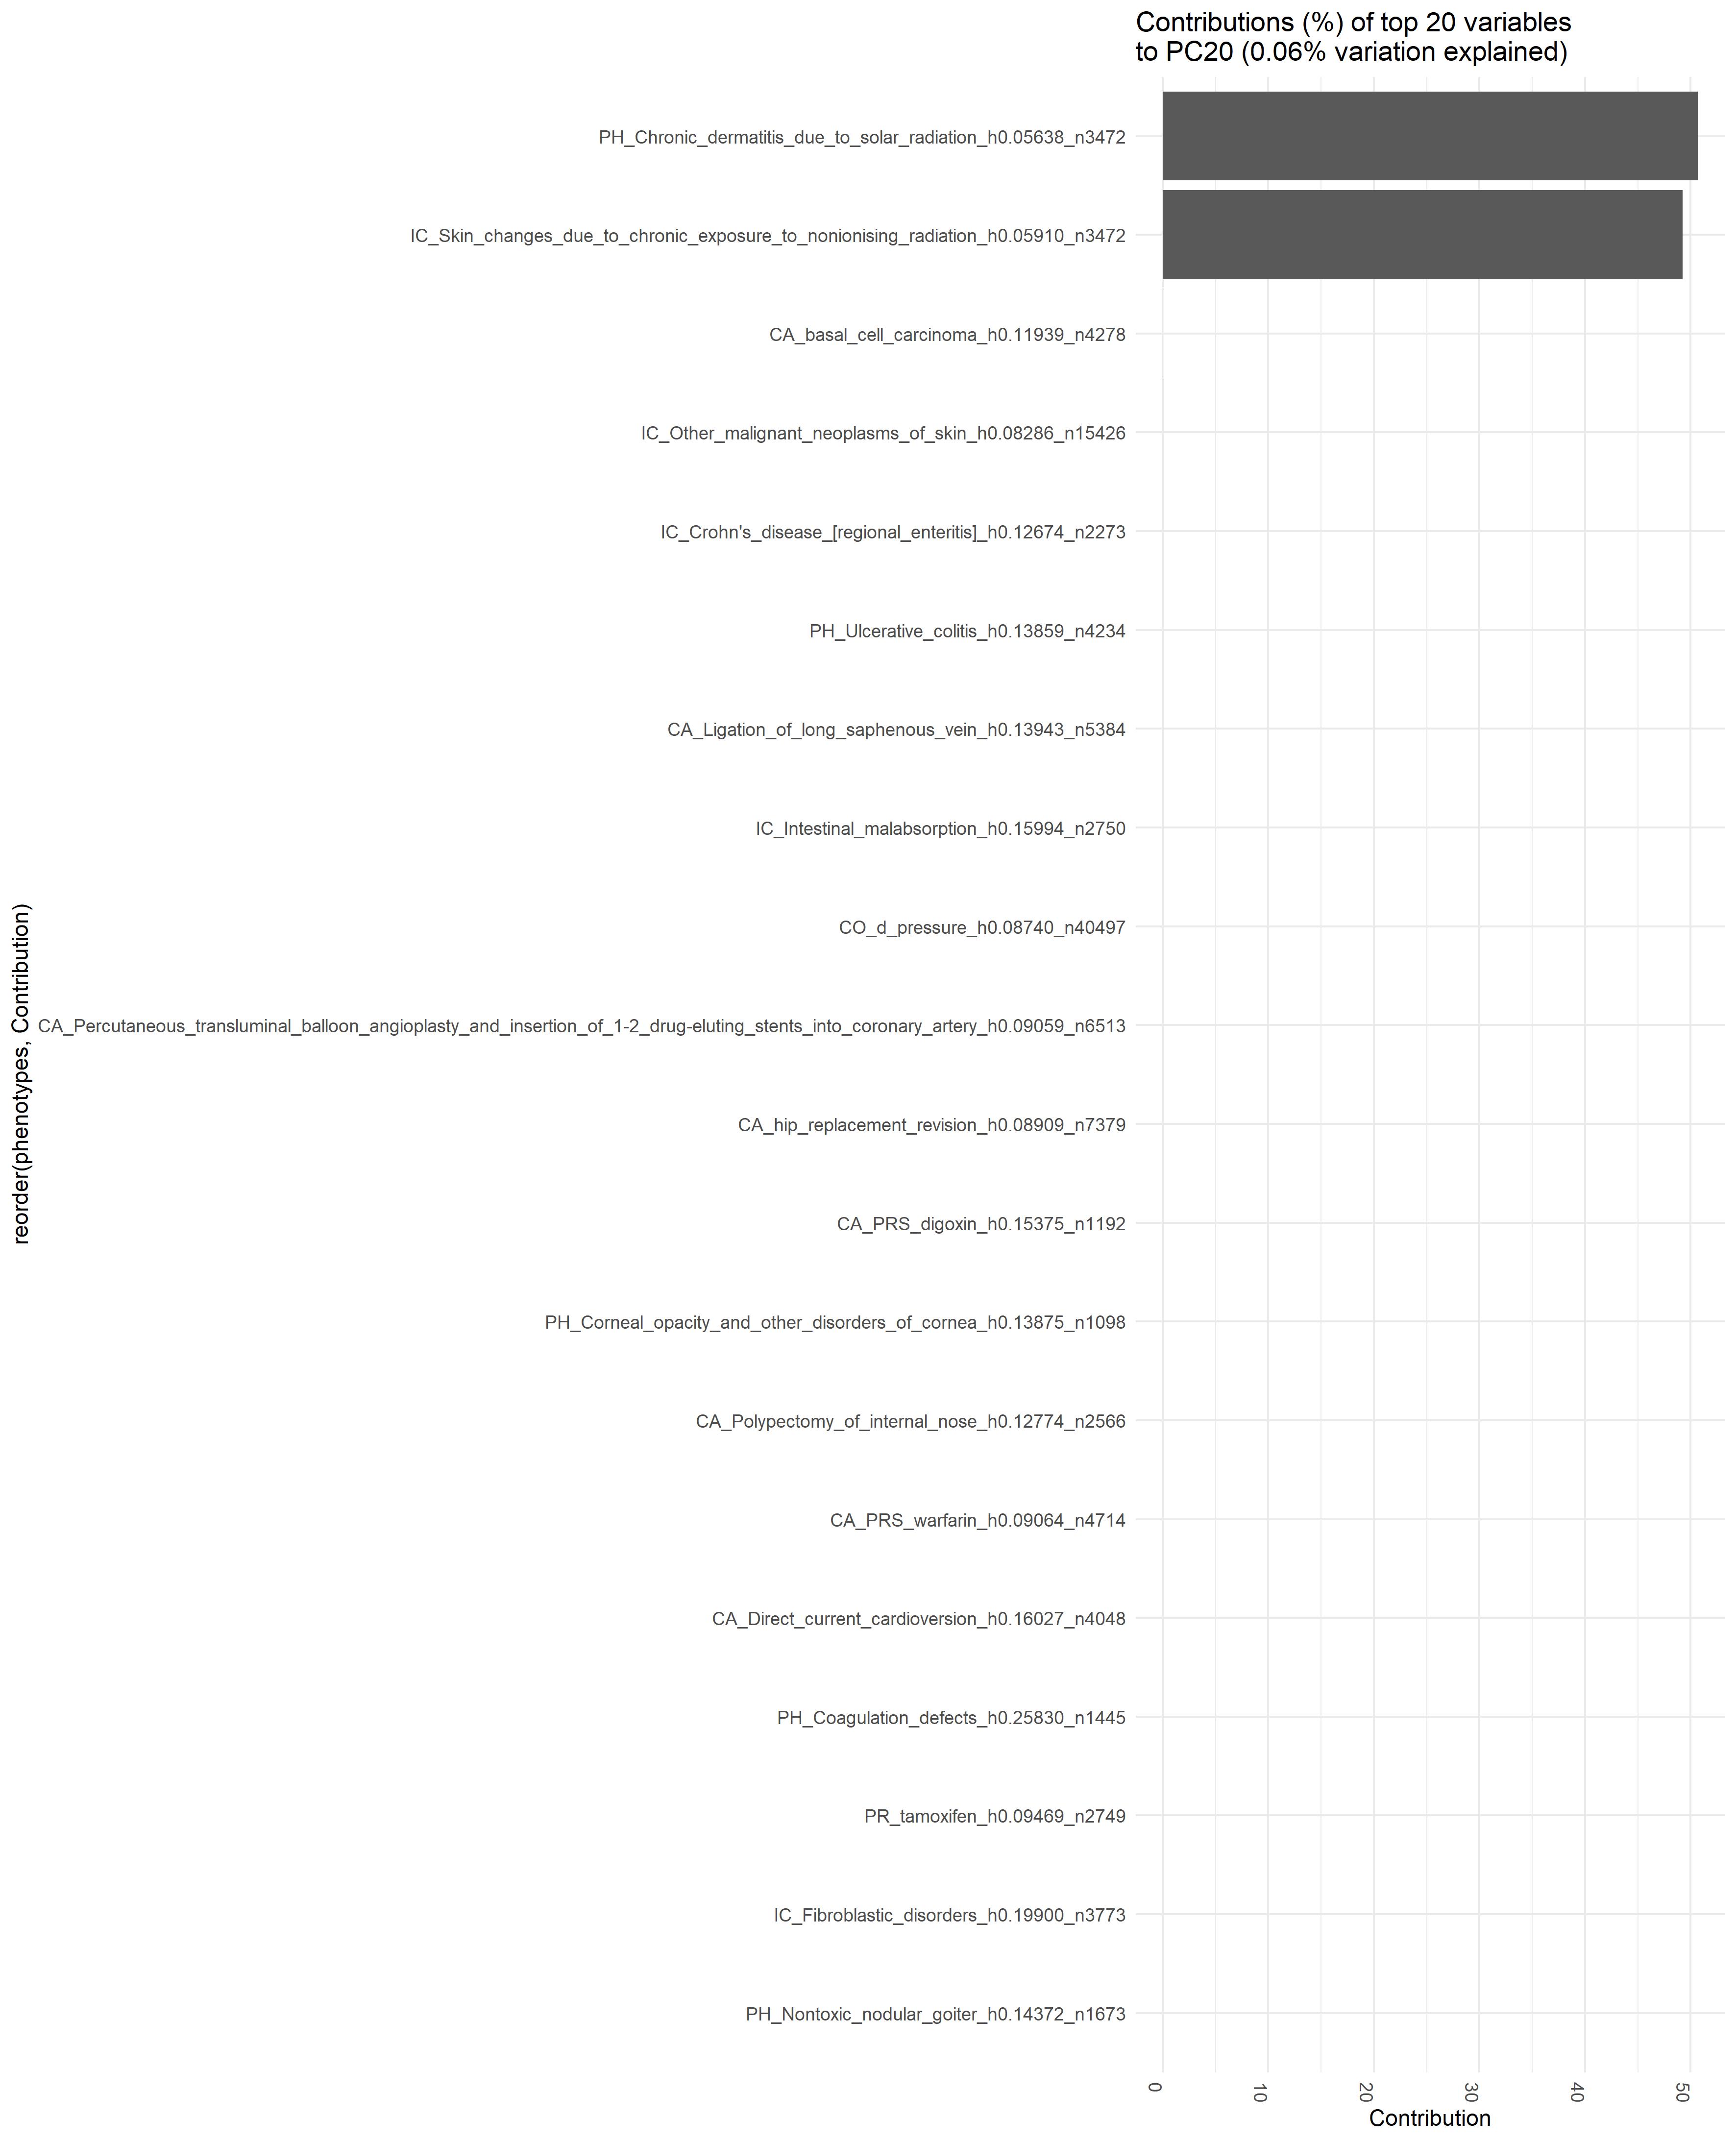 Contributions (%) of top 20 variables
to PC20 (0.06% variation explained)
PH_Chronic_dermatitis_due_to_solar_radiation_h0.05638_n3472
IC_Skin_changes_due_to_chronic_exposure_to_nonionising_radiation_h0.05910_n3472
CA_basal_cell_carcinoma_h0.11939_n4278
IC_Other_malignant_neoplasms_of_skin_h0.08286_n15426
IC_Crohn's_disease_[regional_enteritis]_h0.12674_n2273
PH_Ulcerative_colitis_h0.13859_n4234
CA_Ligation_of_long_saphenous_vein_h0.13943_n5384
IC_Intestinal_malabsorption_h0.15994_n2750
CO_d_pressure_h0.08740_n40497
CA_Percutaneous_transluminal_balloon_angioplasty_and_insertion_of_1-2_drug-eluting_stents_into_coronary_artery_h0.09059_n6513
CA_hip_replacement_revision_h0.08909_n7379
CA_PRS_digoxin_h0.15375_n1192
PH_Corneal_opacity_and_other_disorders_of_cornea_h0.13875_n1098
CA_Polypectomy_of_internal_nose_h0.12774_n2566
CA_PRS_warfarin_h0.09064_n4714
CA_Direct_current_cardioversion_h0.16027_n4048
PH_Coagulation_defects_h0.25830_n1445
PR_tamoxifen_h0.09469_n2749
IC_Fibroblastic_disorders_h0.19900_n3773
PH_Nontoxic_nodular_goiter_h0.14372_n1673
reorder(phenotypes, Contribution)
0 10 20 30 40 50
Contribution